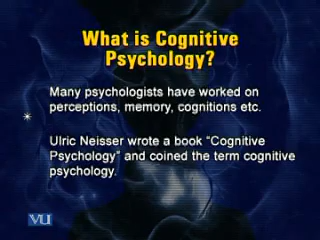 What is Cognitive
Psychology?
Many psychologists have worked on
perceptions, memory, cognitions etc.
Ulric Neisser wrote a book “Cognitive
Psychology” and coined the term cognitive
psychology.
VU